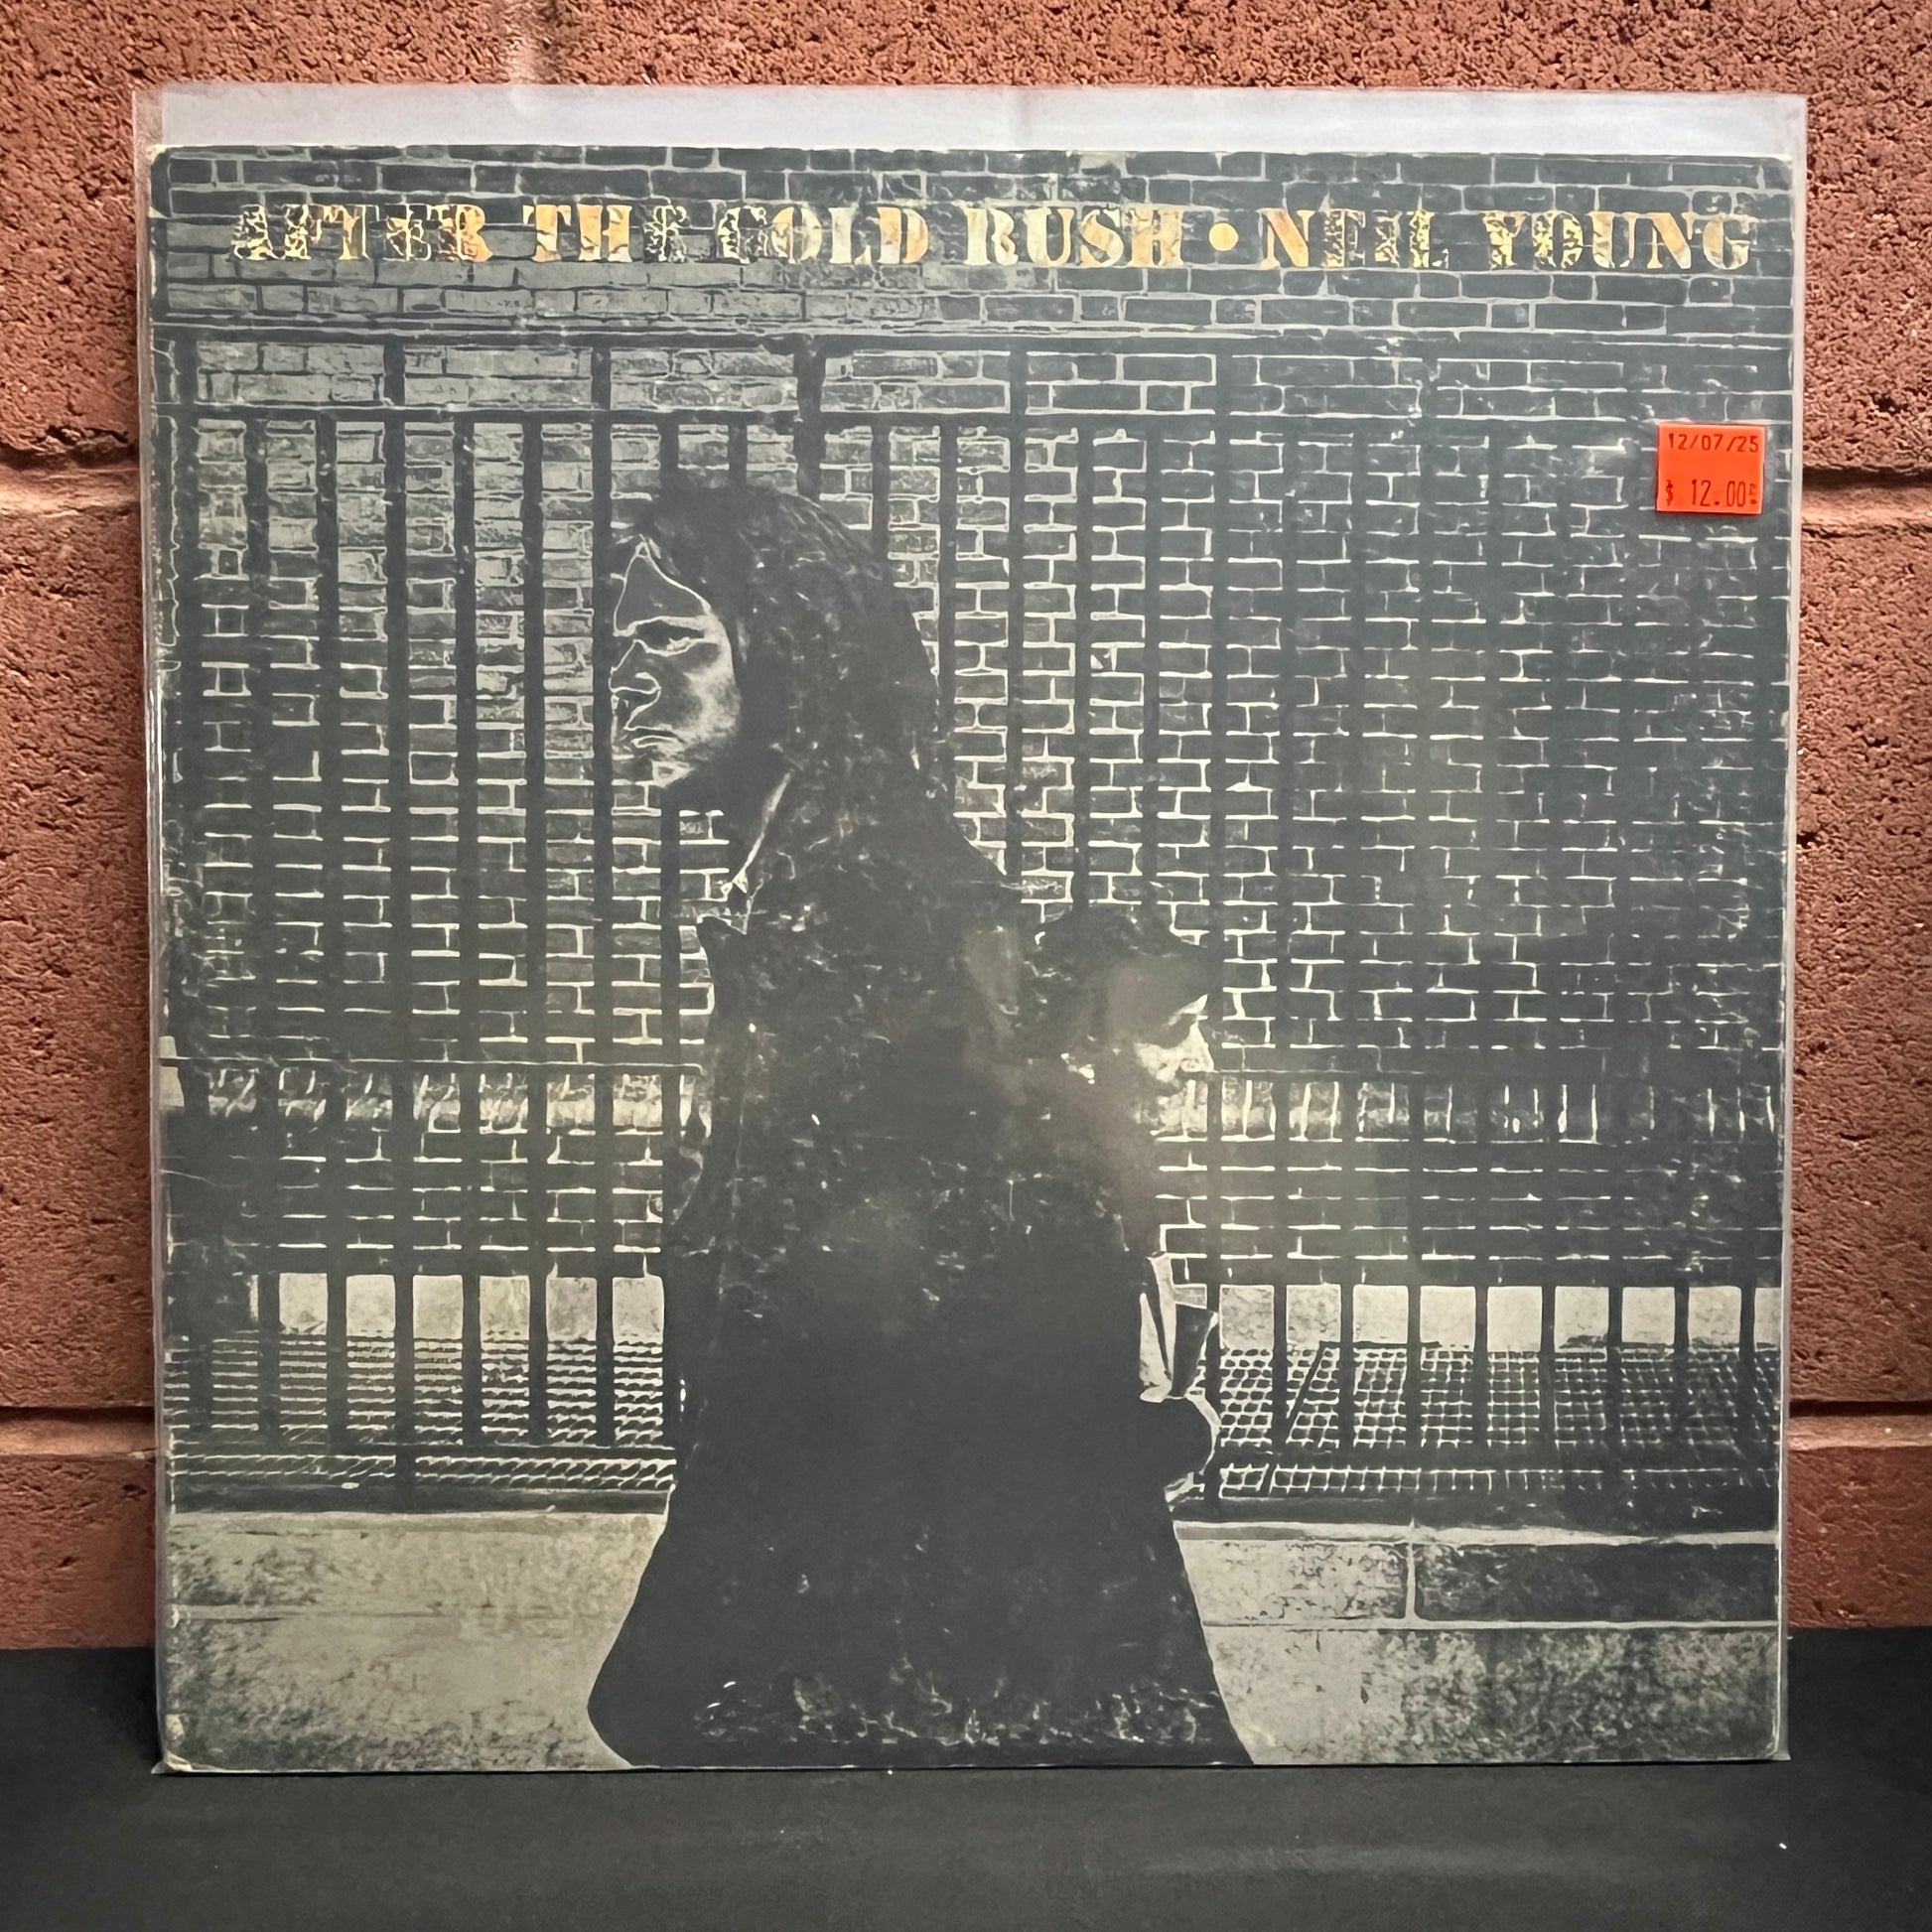 AFTER THE GOLD RUSH • NEIL YOUNG
12/07/25
$ 12.00